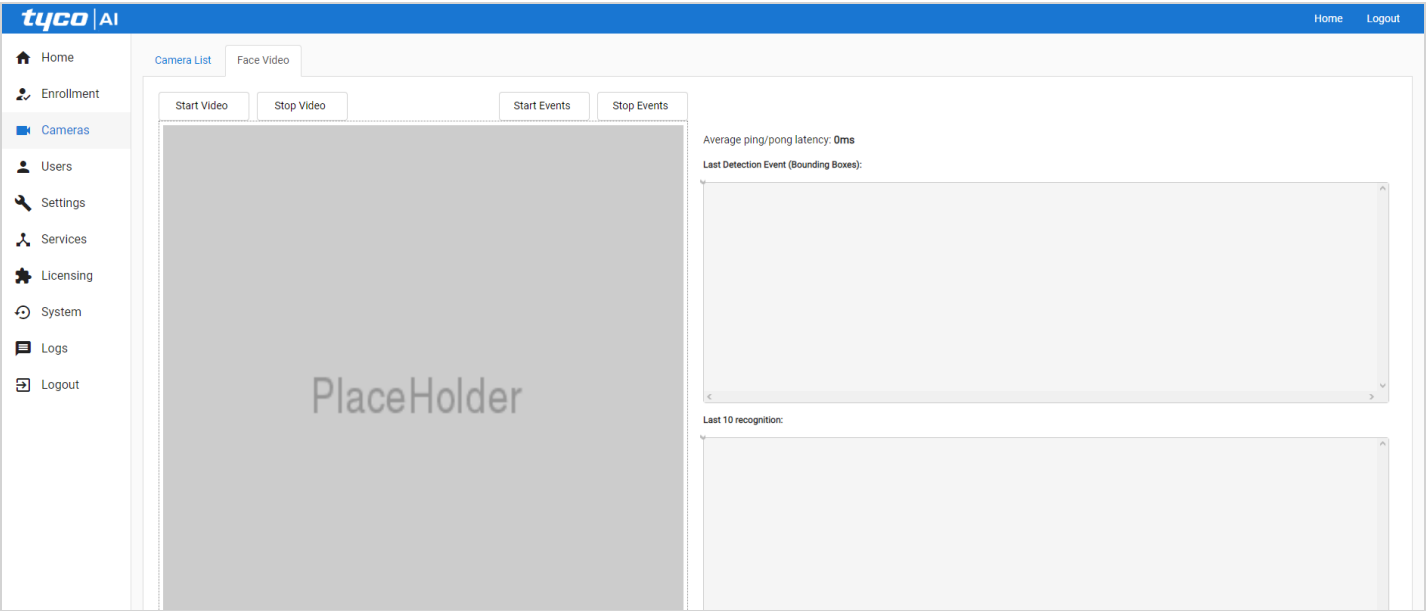 tyco | AI
Home Logout
Home
Enrollment
Cameras
Users
Settings
Services
Licensing
System
Logs
Logout
Camera List Face Video
Start Video Stop Video Start Events Stop Events
PlaceHolder
Average ping/pong latency: 0ms
Last Detection Event (Bounding Boxes):
Last 10 recognition: